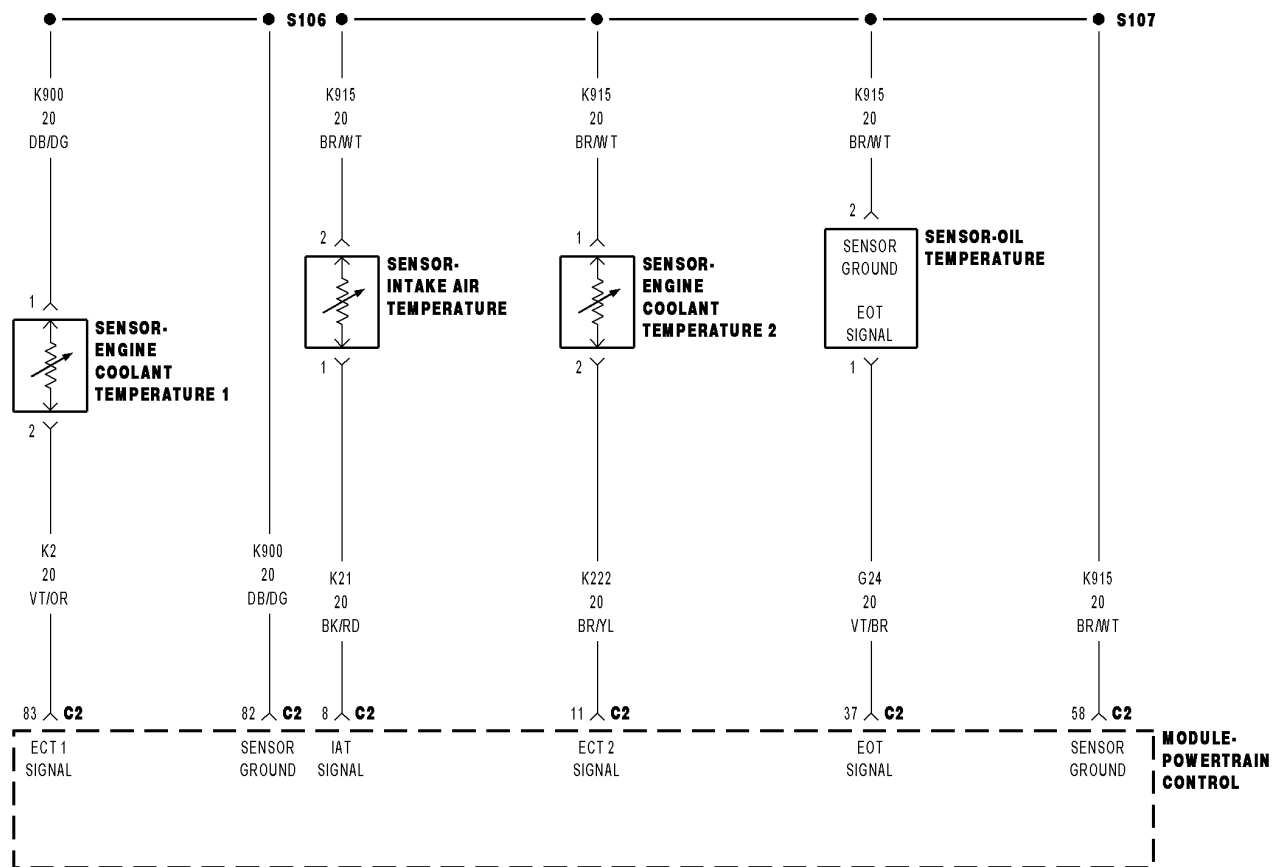 S106
S107
K900
20
DB/DG
K915
20
BR/WT
K915
20
BR/WT
K915
20
BR/WT
2
SENSOR
GROUND
EOT
SIGNAL
1
SENSOR-OIL
TEMPERATURE
2
1
SENSOR-
INTAKE AIR
TEMPERATURE
1
2
SENSOR-
ENGINE
COOLANT
TEMPERATURE 2
1
2
SENSOR-
ENGINE
COOLANT
TEMPERATURE 1
K2
20
VT/OR
K900
20
DB/DG
K21
20
BK/RD
K222
20
BR/YL
G24
20
VT/BR
K915
20
BR/WT
83 C2
82 C2
8 C2
11 C2
37 C2
58 C2
ECT 1
SIGNAL
SENSOR
GROUND
IAT
SIGNAL
ECT 2
SIGNAL
EOT
SIGNAL
SENSOR
GROUND
MODULE-
POWERTRAIN
CONTROL